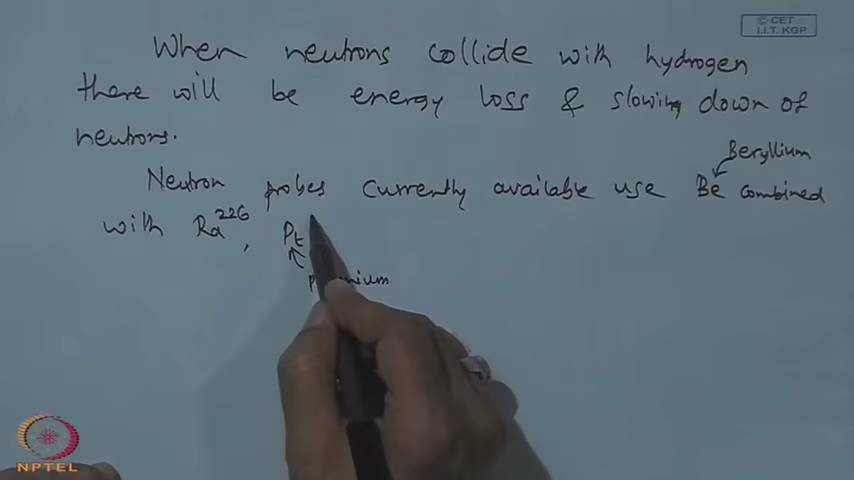 © CET
I.I.T. KGP
When neutrons collide with hydrogen
there will be energy loss & slowing down of
neutrons.
Beryllium
Neutron probes currently available use Be combined
with Ra226, Pt
NPTEL